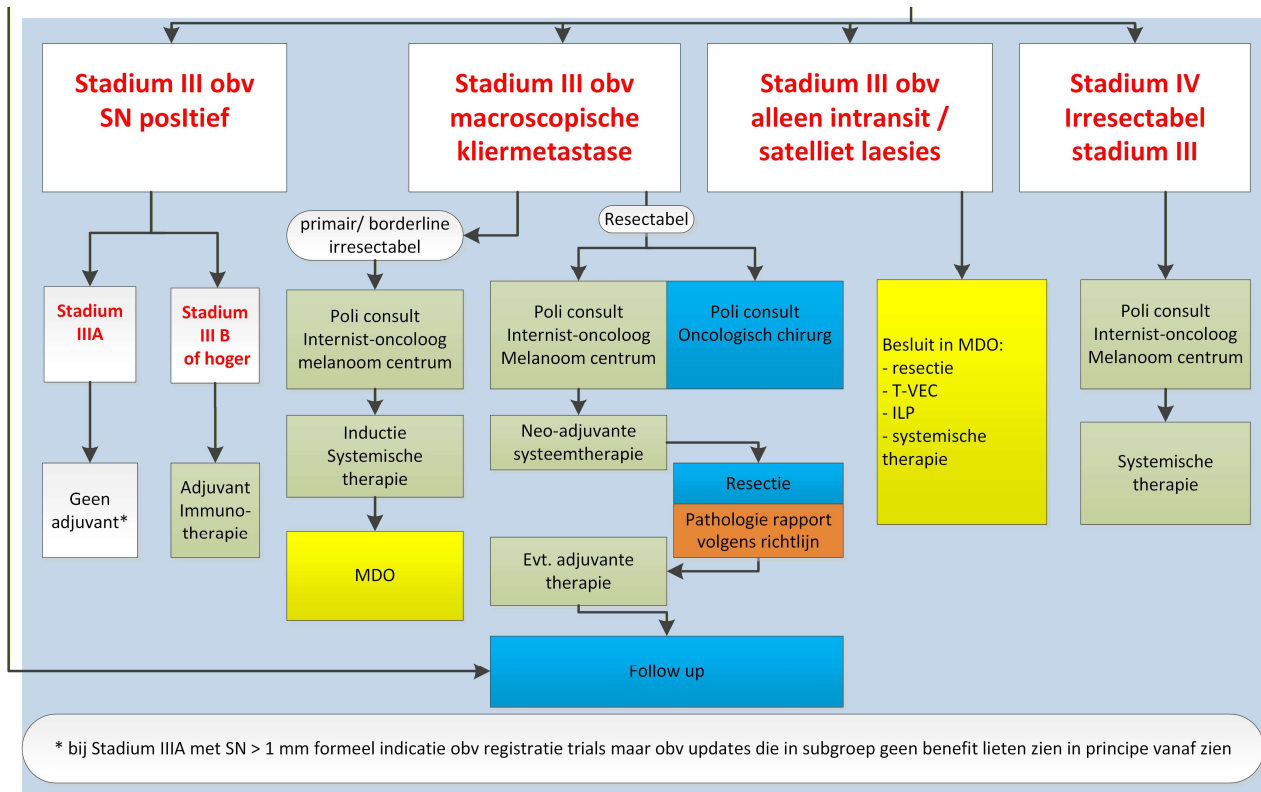 Stadium III obv
SN posItief
Stadium III obv
macroscopische
kliermetastase
Stadium III obv
alleen intransit /
satelliet laesies
Stadium IV
Irresectabel
stadium III
primair/ borderline
irresectabel
Resectabel
Stadium
IIIA
Stadium
III B
of hoger
Poli consult
Internist-oncoloog
melanoom centrum
Poli consult
Internist-oncoloog
Melanoom centrum
Poli consult
Oncologisch chirurg
Besluit in MDO:
- resectie
- T-VEC
- ILP
- systemische
therapie
Poli consult
Internist-oncoloog
Melanoom centrum
Geen
adjuvant*
Adjuvant
Immuno-
therapie
Inductie
Systemische
therapie
Neo-adjuvante
systeemtherapie
Resectie
Pathologie rapport
volgens richtlijn
Systemische
therapie
MDO
Evt. adjuvante
therapie
Follow up
* bij Stadium IIIA met SN > 1 mm formeel indicatie obv registratie trials maar obv updates die in subgroep geen benefit lieten zien in principe vanaf zien